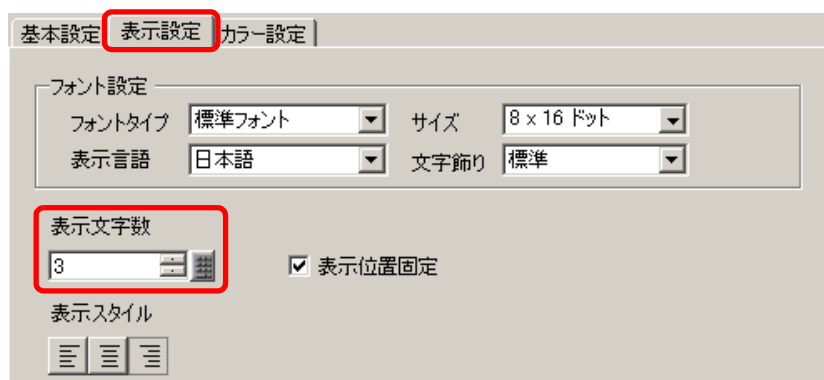 基本設定 表示設定 カラー設定
フォント設定
フォントタイプ 標準フォント サイズ 8 x 16 ドット
表示言語 日本語 文字飾り 標準
表示文字数
3 表示位置固定
表示スタイル